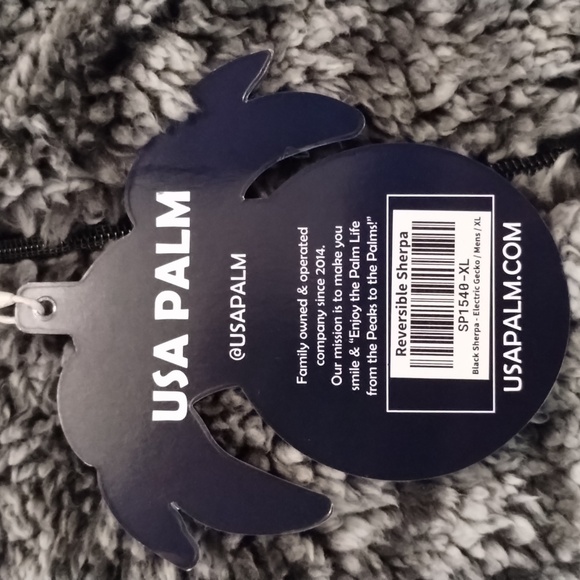 USA PALM
@USAPALM
Family owned & operated
company since 2014.
Our mission is to make you
smile & "Enjoy the Palm Life
from the Peaks to the Palms!"
Reversible Sherpa
SP1540-XL
Black Sherpa - Electric Gecko / Mens / XL
USAPALM.COM